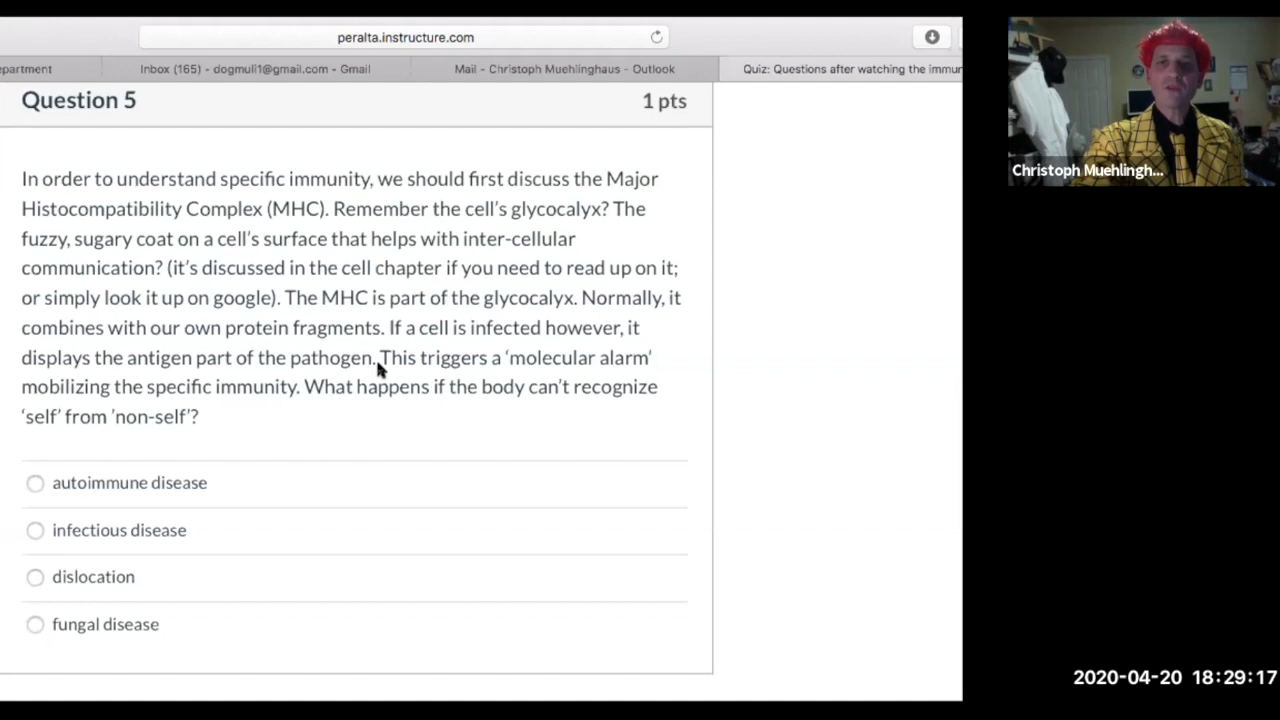 peralta.instructure.com
epartment
Inbox (165) - dogmuli1@gmail.com - Gmail
Mail - Christoph Muehlinghaus - Outlook
Quiz: Questions after watching the immur
Question 5
1 pts
In order to understand specific immunity, we should first discuss the Major
Histocompatibility Complex (MHC). Remember the cell's glycocalyx? The
fuzzy, sugary coat on a cell's surface that helps with inter-cellular
communication? (it's discussed in the cell chapter if you need to read up on it;
or simply look it up on google). The MHC is part of the glycocalyx. Normally, it
combines with our own protein fragments. If a cell is infected however, it
displays the antigen part of the pathogen. This triggers a 'molecular alarm'
mobilizing the specific immunity. What happens if the body can't recognize
'self' from 'non-self'?
autoimmune disease
infectious disease
dislocation
fungal disease
Christoph Muehlingh...
2020-04-20 18:29:17